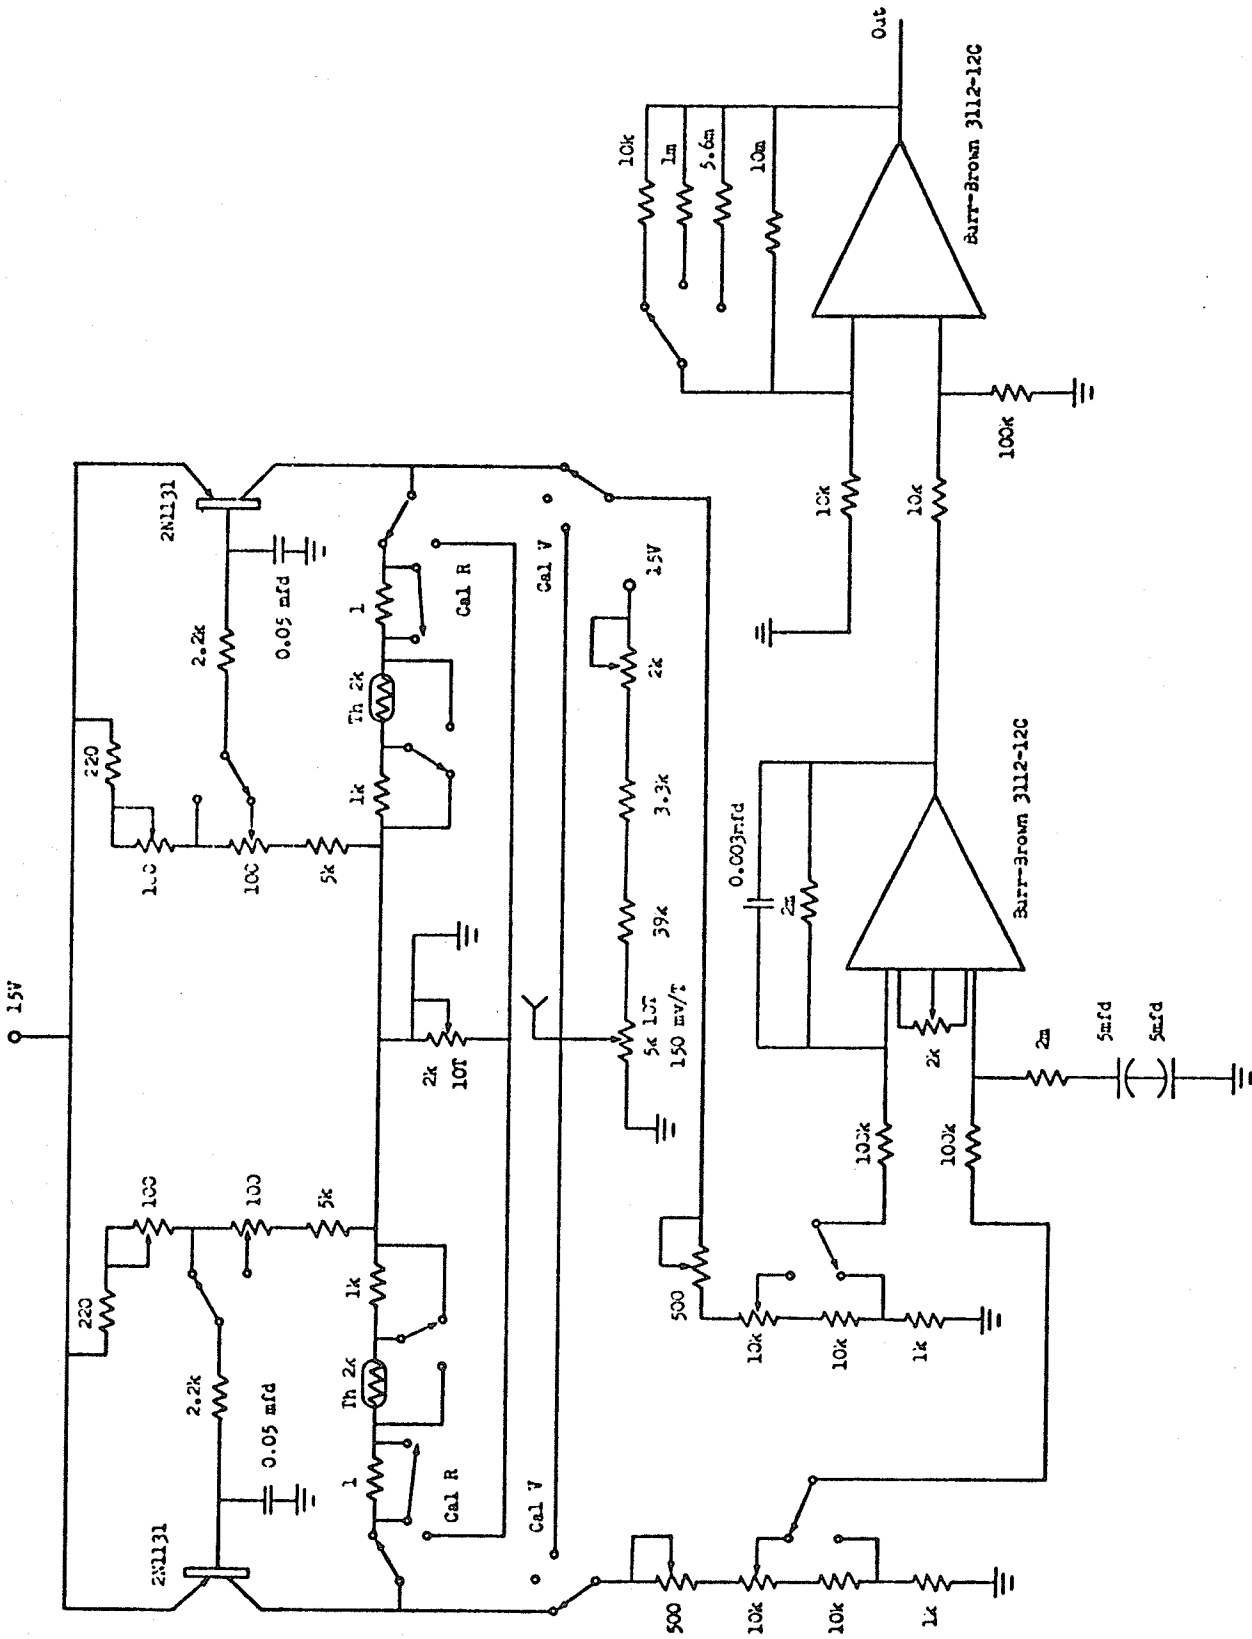 15V
2N1131
2N1131
220
100
100
5k
2.2k
0.05 mfd
220
100
100
5k
2.2k
0.05 mfd
1
Th 2k
1k
1k
Th 2k
1
Cal R
Cal R
2k
10T
Cal V
Cal V
5k 10T
150 mv/T
39k
3.3k
2k
15V
500
10k
10k
1k
500
10k
10k
1k
100k
100k
2k
2m
5mfd
5mfd
0.003mfd
2m
Burr-Brown 3112-12C
10k
10k
100k
10k
1m
5.6m
10m
Burr-Brown 3112-12C
Out